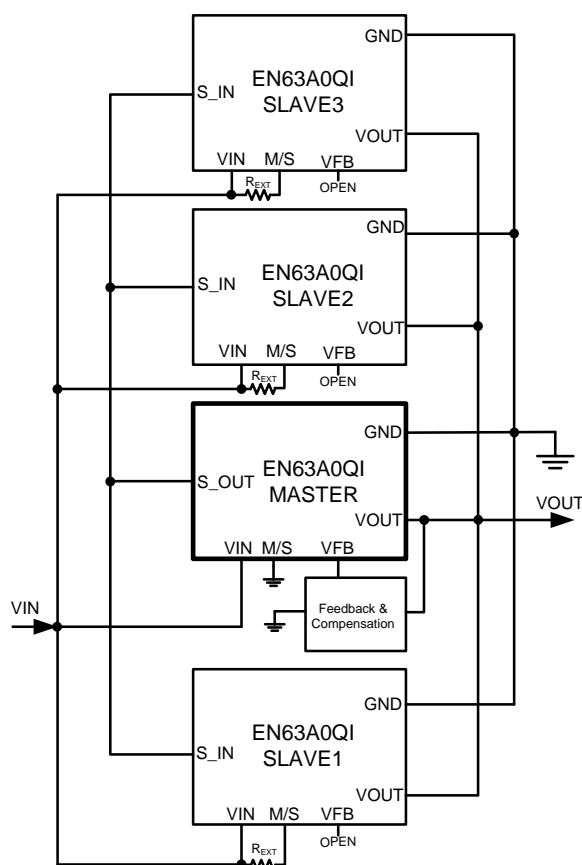 GND
EN63A0QI
SLAVE3
S_IN
VOUT
VIN M/S VFB
REXT
OPEN
GND
EN63A0QI
SLAVE2
S_IN
VOUT
VIN M/S VFB
REXT
OPEN
GND
EN63A0QI
MASTER
S_OUT
VOUT
VOUT
VIN M/S VFB
VIN
Feedback &
Compensation
GND
EN63A0QI
SLAVE1
S_IN
VOUT
VIN M/S VFB
REXT
OPEN